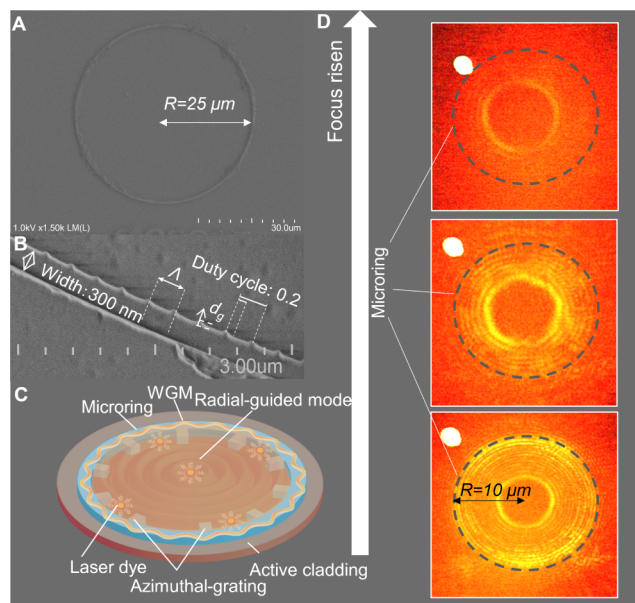 A
R=25 μm
1.0kV x1.50k LM(L)
30.0um
B
Width: 300 nm
Λ
d_g
Duty cycle: 0.2
3.00um
C
WGM
Microring
Radial-guided mode
Laser dye
Azimuthal-grating
Active cladding
D
Focus risen
Microring
R=10 μm